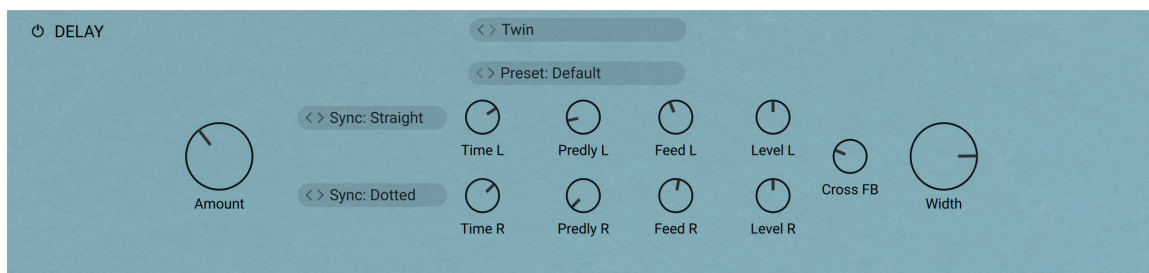 DELAY
Twin
Preset: Default
Sync: Straight
Time L
Predly L
Feed L
Level L
Amount
Sync: Dotted
Time R
Predly R
Feed R
Level R
Cross FB
Width